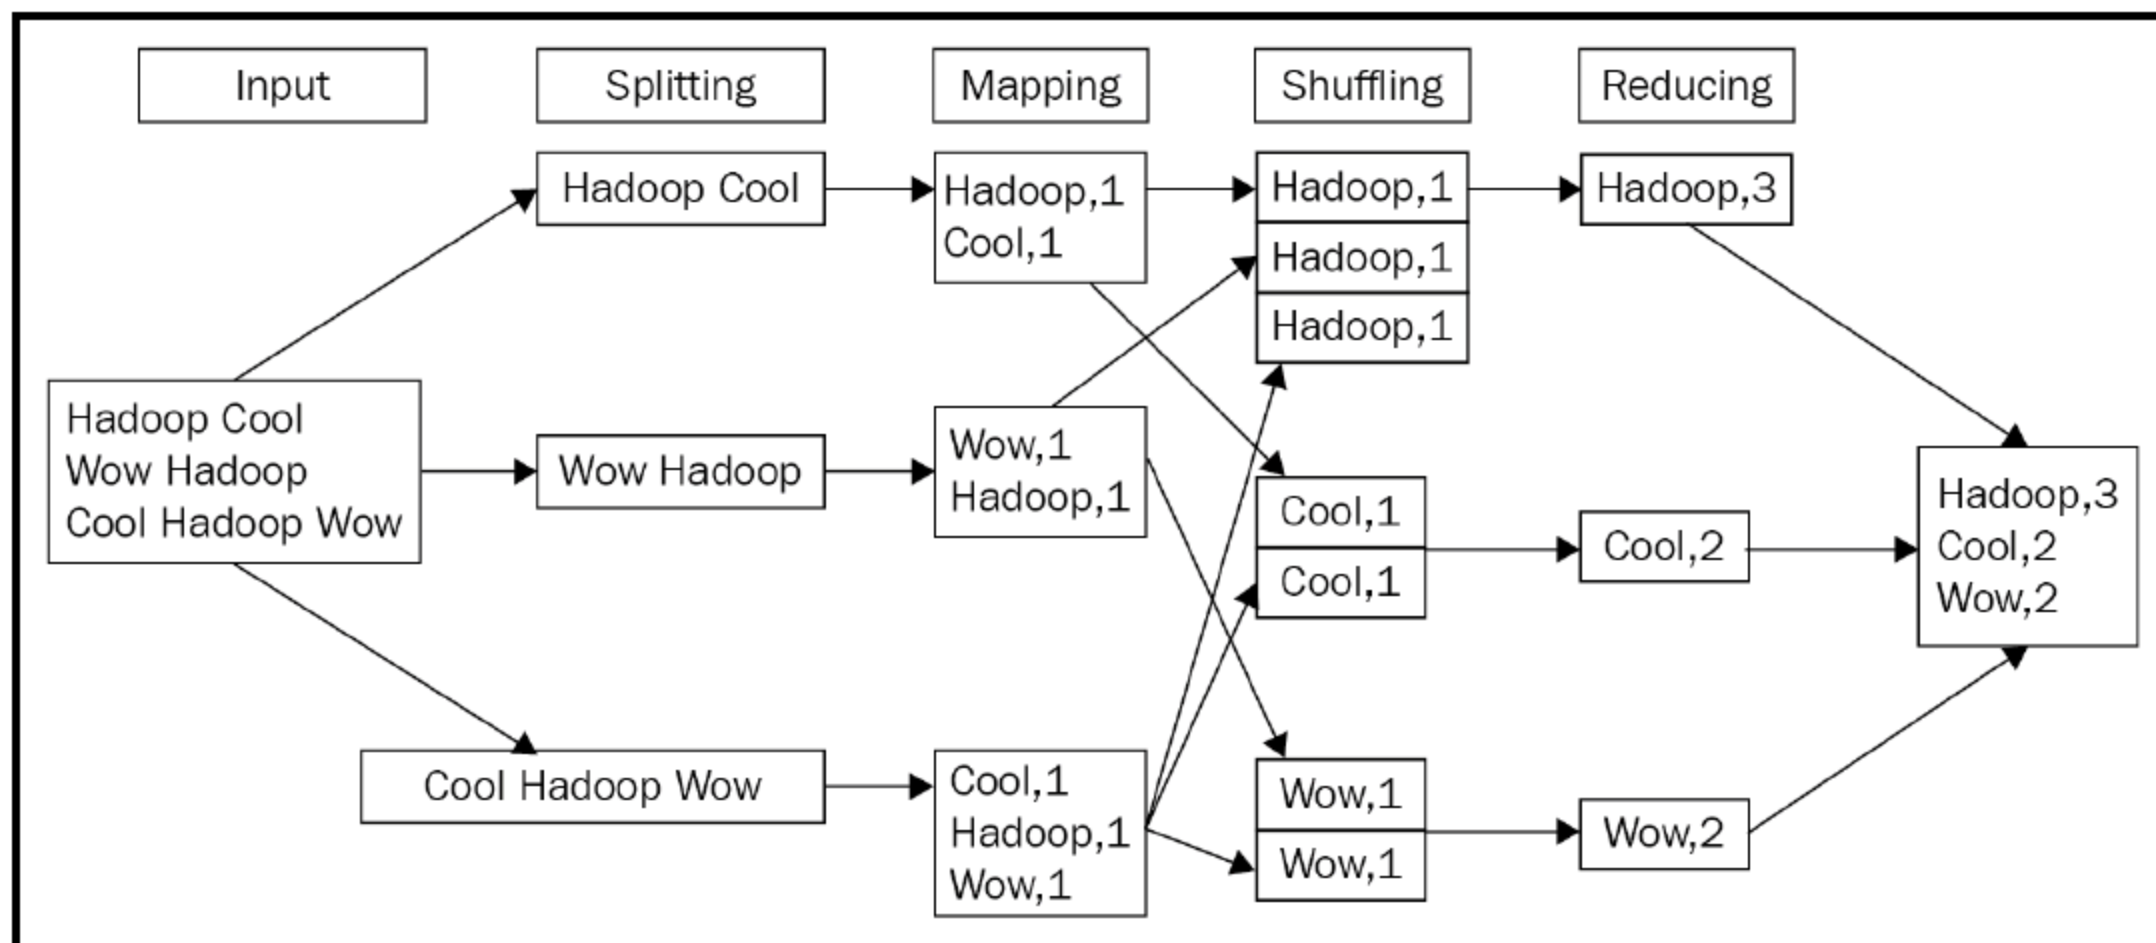 Input
Splitting
Mapping
Shuffling
Reducing
Hadoop Cool
Wow Hadoop
Cool Hadoop Wow
Hadoop Cool
Wow Hadoop
Cool Hadoop Wow
Hadoop,1
Cool,1
Wow,1
Hadoop,1
Cool,1
Hadoop,1
Wow,1
Hadoop,1
Hadoop,1
Hadoop,1
Cool,1
Cool,1
Wow,1
Wow,1
Hadoop,3
Cool,2
Wow,2
Hadoop,3
Cool,2
Wow,2